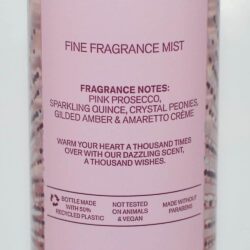 FINE FRAGRANCE MIST
FRAGRANCE NOTES:
PINK PROSECCO,
SPARKLING QUINCE, CRYSTAL PEONIES,
GILDED AMBER & AMARETTO CRÈME
WARM YOUR HEART A THOUSAND TIMES
OVER WITH OUR DAZZLING SCENT,
A THOUSAND WISHES.
BOTTLE MADE
WITH 50%
RECYCLED PLASTIC
NOT TESTED
ON ANIMALS
& VEGAN
MADE WITHOUT
PARABENS